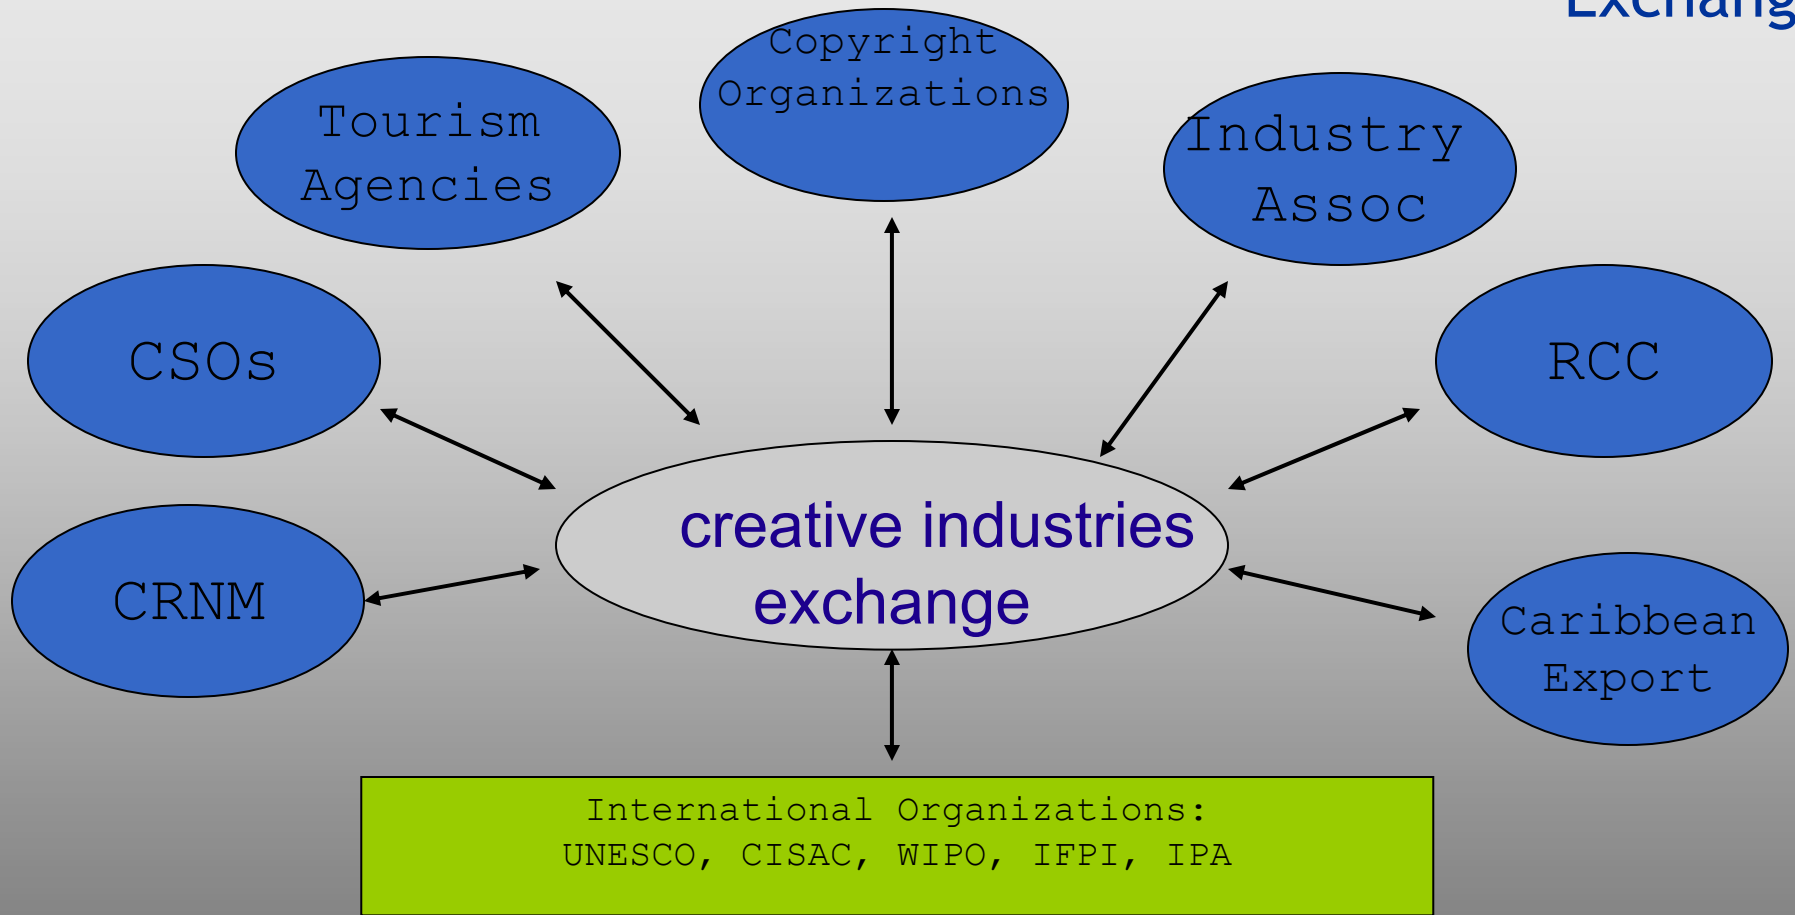 Copyright
Organizations
Tourism
Agencies
Industry
Assoc
CSOs
RCC
creative industries
exchange
CRNM
Caribbean
Export
International Organizations:
UNESCO, CISAC, WIPO, IFPI, IPA